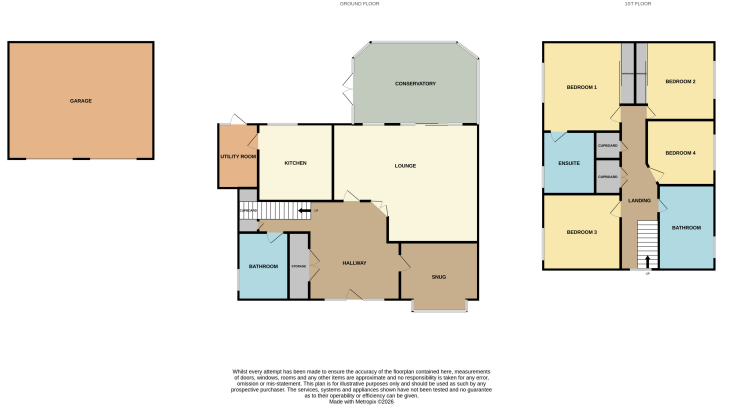 GROUND FLOOR
1ST FLOOR
GARAGE
CONSERVATORY
UTILITY ROOM
KITCHEN
LOUNGE
CUPBOARD
UP
BATHROOM
STORAGE
HALLWAY
SNUG
BEDROOM 1
BEDROOM 2
ENSUITE
CUPBOARD
CUPBOARD
BEDROOM 4
LANDING
BEDROOM 3
BATHROOM
UP
Whilst every attempt has been made to ensure the accuracy of the floorplan contained here, measurements
of doors, windows, rooms and any other items are approximate and no responsibility is taken for any error,
omission or mis-statement. This plan is for illustrative purposes only and should be used as such by any
prospective purchaser. The services, systems and appliances shown have not been tested and no guarantee
as to their operability or efficiency can be given.
Made with Metropix ©2026